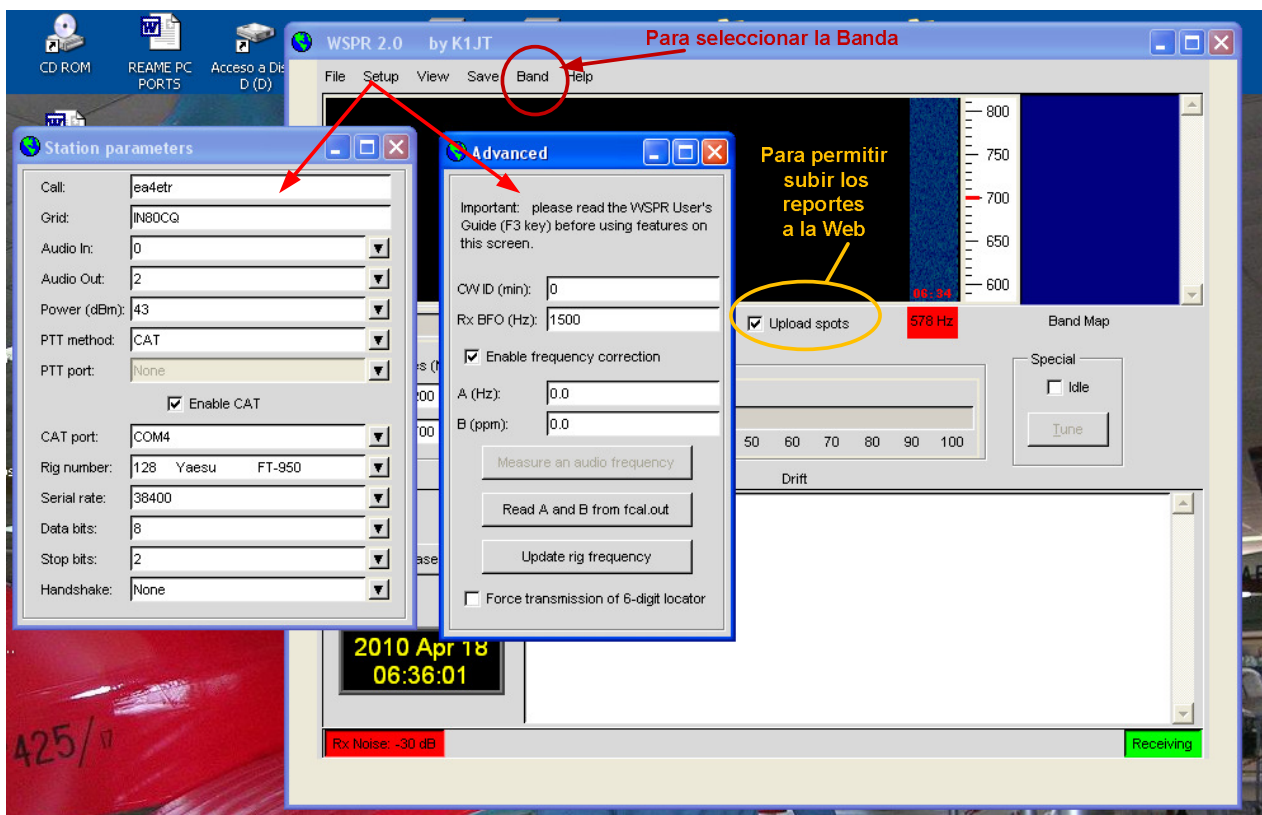 CD ROM
REAME PC
PORTS
Acceso a Dis
D (D)
WSPR 2.0 by K1JT
Para seleccionar la Banda
File Setup View Save Band Help
800
750
700
650
600
06:34
Para permitir
subir los
reportes
a la Web
Upload spots
578 Hz
Band Map
Special
Idle
Tune
50 60 70 80 90 100
Drift
Station parameters
Call: ea4etr
Grid: IN80CQ
Audio In: 0
Audio Out: 2
Power (dBm): 43
PTT method: CAT
PTT port: None
Enable CAT
CAT port: COM4
Rig number: 128 Yaesu FT-950
Serial rate: 38400
Data bits: 8
Stop bits: 2
Handshake: None
Advanced
Important: please read the WSPR User's
Guide (F3 key) before using features on
this screen.
CW ID (min): 0
Rx BFO (Hz): 1500
Enable frequency correction
A (Hz): 0.0
B (ppm): 0.0
Measure an audio frequency
Read A and B from fcal.out
Update rig frequency
Force transmission of 6-digit locator
2010 Apr 18
06:36:01
Rx Noise: -30 dB
Receiving
425/